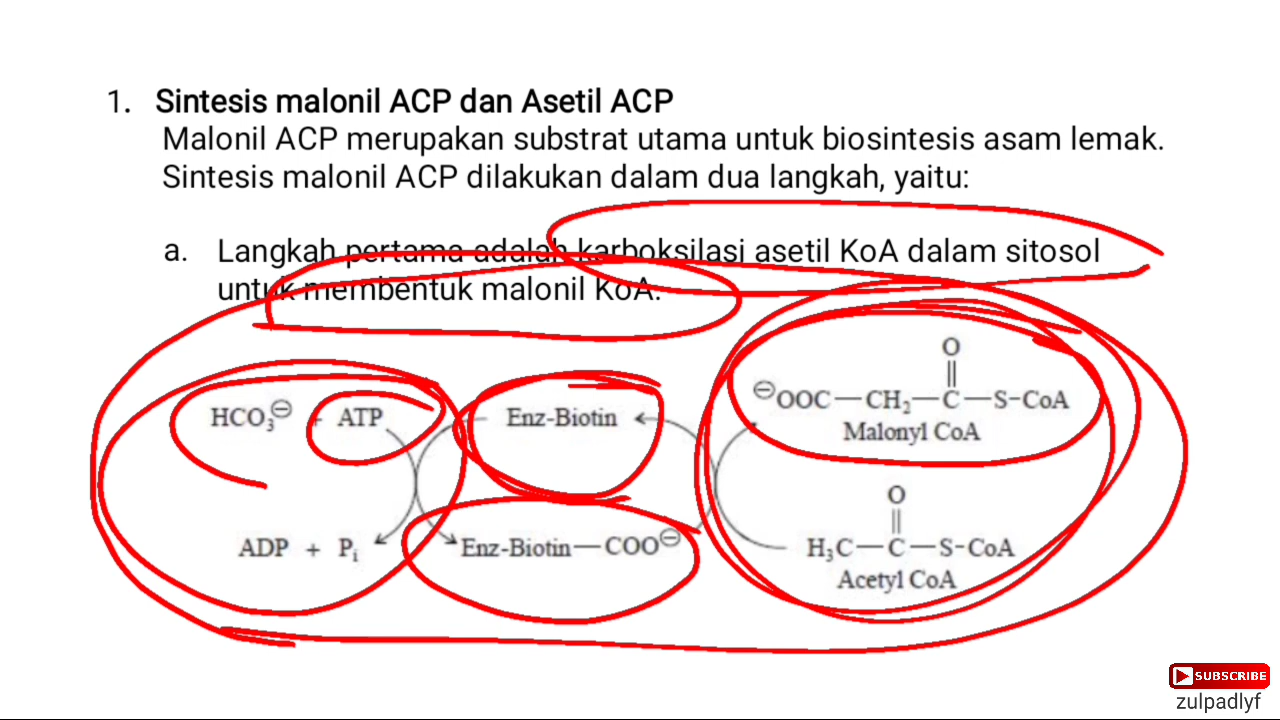 1. Sintesis malonil ACP dan Asetil ACP
Malonil ACP merupakan substrat utama untuk biosintesis asam lemak.
Sintesis malonil ACP dilakukan dalam dua langkah, yaitu:
a. Langkah pertama adalah karboksilasi asetil KoA dalam sitosol
untuk membentuk malonil KoA.
O
⊖OOC—CH₂—C—S-CoA
Malonyl CoA
HCO₃⊖ + ATP
Enz-Biotin
O
H₃C—C—S-CoA
Acetyl CoA
ADP + Pᵢ
Enz-Biotin—COO⊖
SUBSCRIBE
zulpadlyf